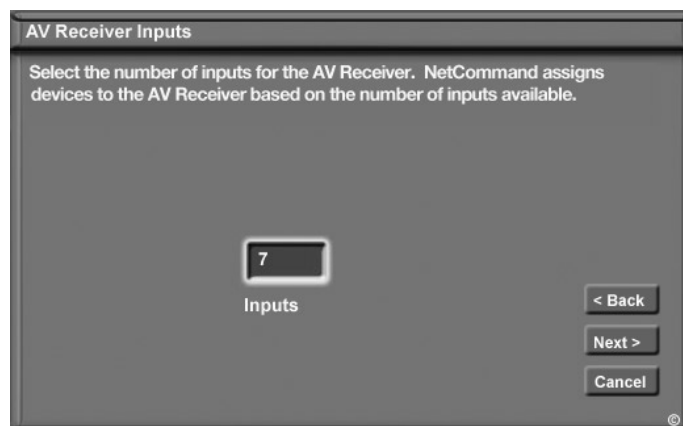 AV Receiver Inputs
Select the number of inputs for the AV Receiver.  NetCommand assigns
devices to the AV Receiver based on the number of inputs available.
7
Inputs
< Back
Next >
Cancel
©